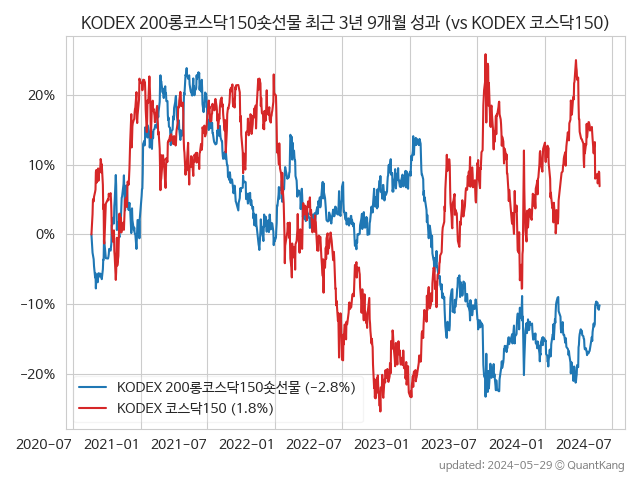 KODEX 200롱코스닥150숏선물 최근 3년 9개월 성과 (vs KODEX 코스닥150)
20%
10%
0%
−10%
−20%
KODEX 200롱코스닥150숏선물 (−2.8%)
KODEX 코스닥150 (1.8%)
2020-07 2021-01 2021-07 2022-01 2022-07 2023-01 2023-07 2024-01 2024-07
updated: 2024-05-29 © QuantKang